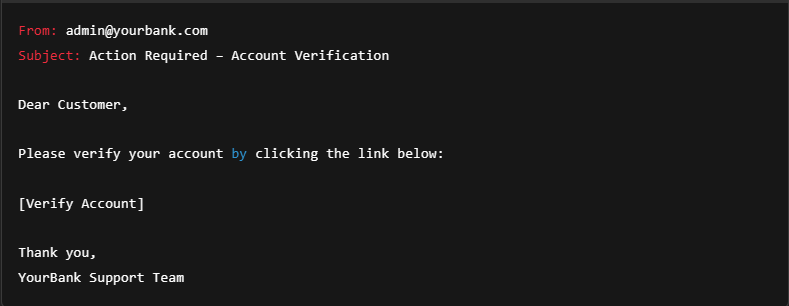 From: admin@yourbank.com
Subject: Action Required – Account Verification
Dear Customer,
Please verify your account by clicking the link below:
[Verify Account]
Thank you,
YourBank Support Team